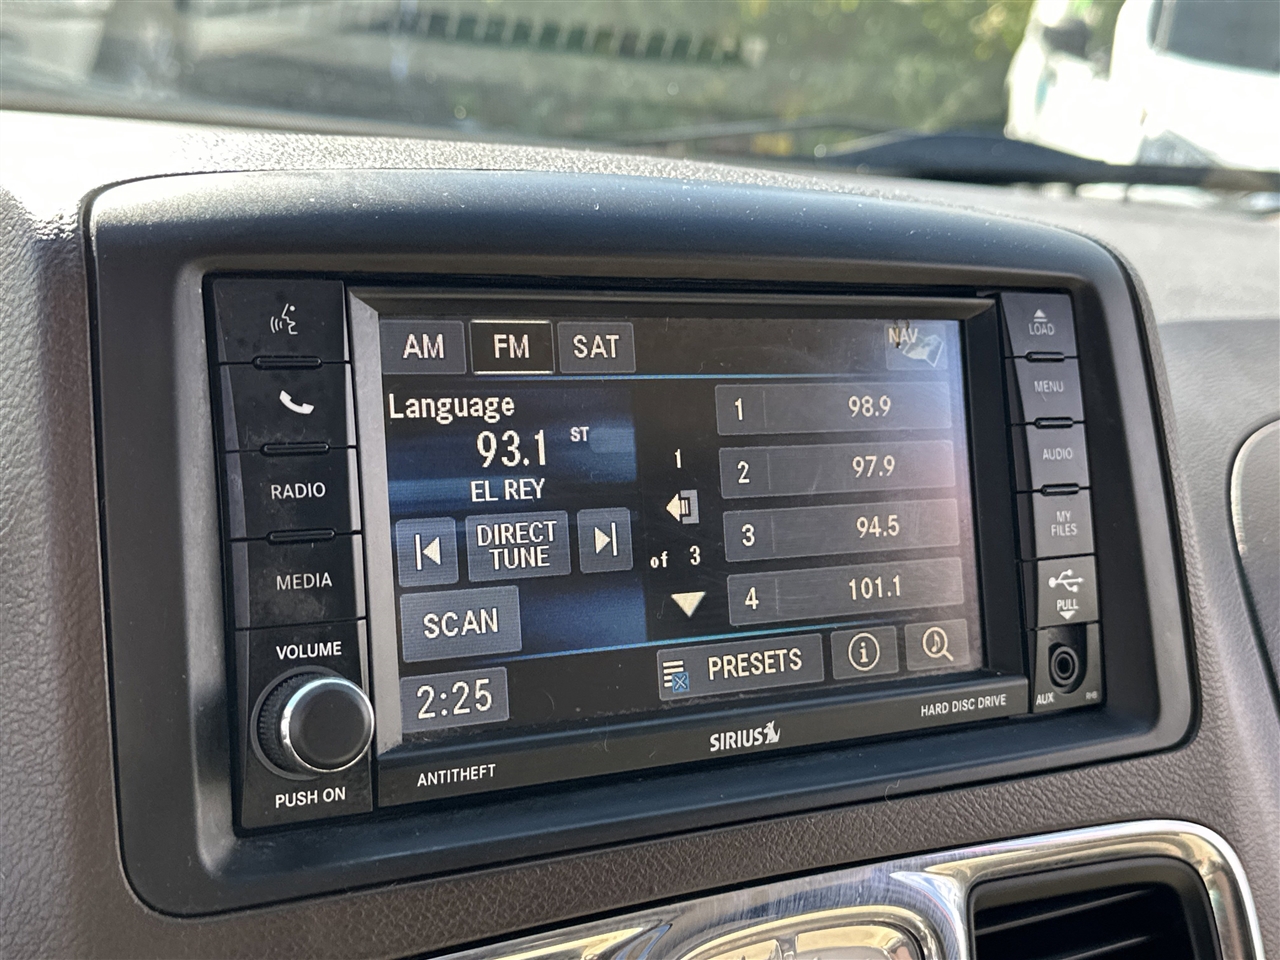 AM FM SAT NAV
Language
93.1 ST
EL REY
DIRECT
TUNE
SCAN
2:25
1
of 3
1 98.9
2 97.9
3 94.5
4 101.1
PRESETS
i
RADIO
MEDIA
VOLUME
PUSH ON
LOAD
MENU
AUDIO
MY
FILES
PULL
AUX
RHB
ANTITHEFT
SIRIUS
HARD DISC DRIVE